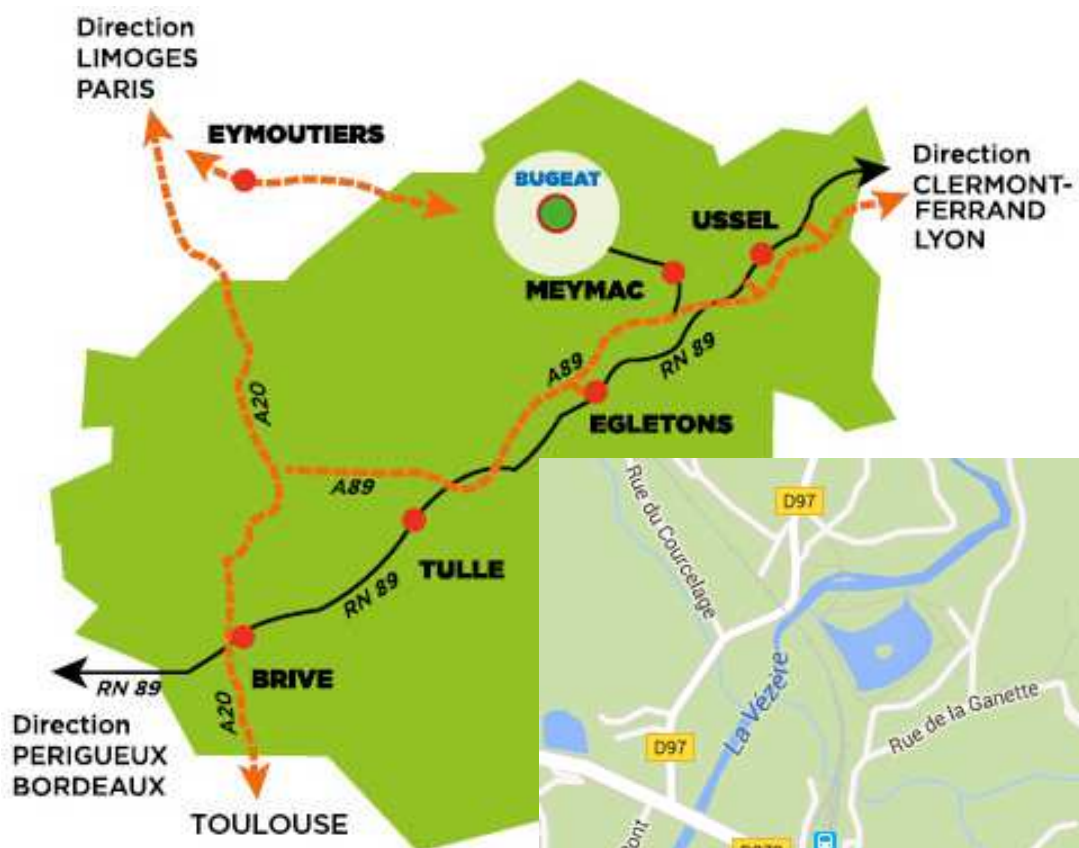 Direction
LIMOGES
PARIS
EYMOUTIERS
BUGEAT
Direction
CLERMONT-
FERRAND
LYON
USSEL
MEYMAC
A89
RN 89
EGLETONS
A20
A89
TULLE
RN 89
BRIVE
RN 89
A20
Direction
PERIGUEUX
BORDEAUX
TOULOUSE
Rue du Courcelage
D97
La Vézère
Rue de la Ganette
D97